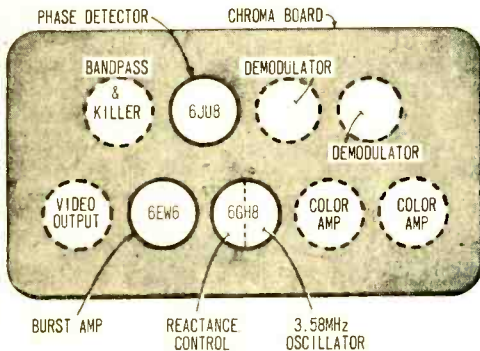 PHASE DETECTOR
CHROMA BOARD
BANDPASS
&
KILLER
6JU8
DEMODULATOR
DEMODULATOR
VIDEO
OUTPUT
6EW6
6GH8
COLOR
AMP
COLOR
AMP
BURST AMP
REACTANCE
CONTROL
3.58MHz
OSCILLATOR